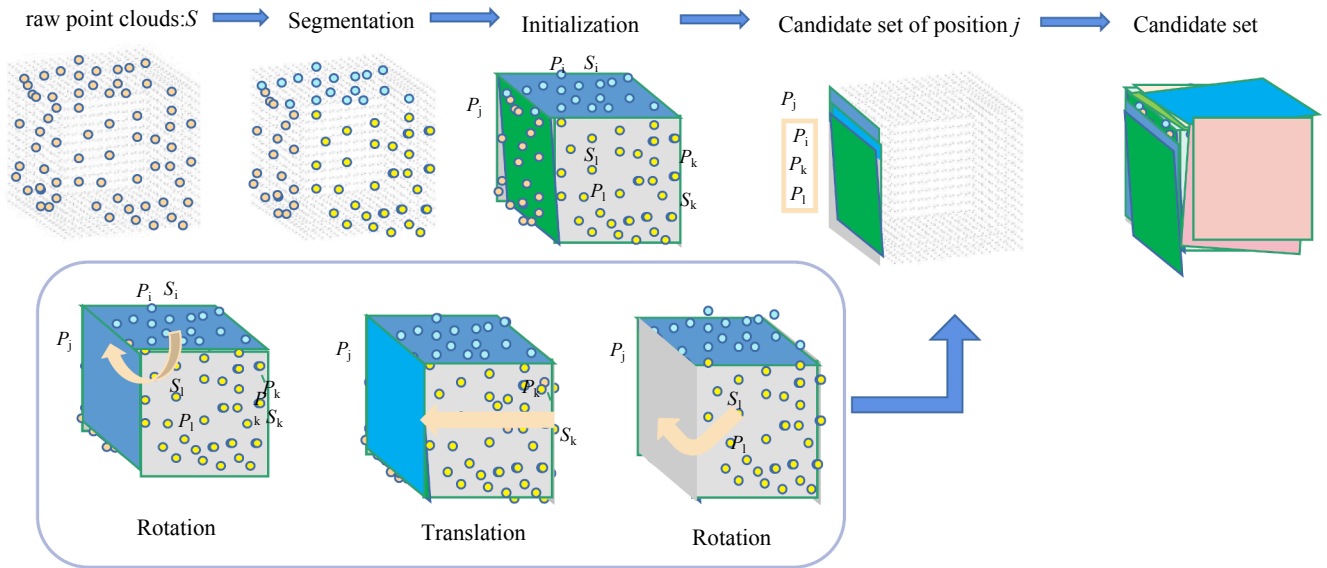 raw point clouds:S
Segmentation
Initialization
Candidate set of position j
Candidate set
Pi
Si
Pj
Sl
Pk
Pl
Sk
Pj
Pi
Pk
Pl
Pi
Si
Pj
Sl
Pk
Pk
Pl
Sk
Rotation
Pj
Pk
Sk
Translation
Pj
Sl
Pl
Rotation